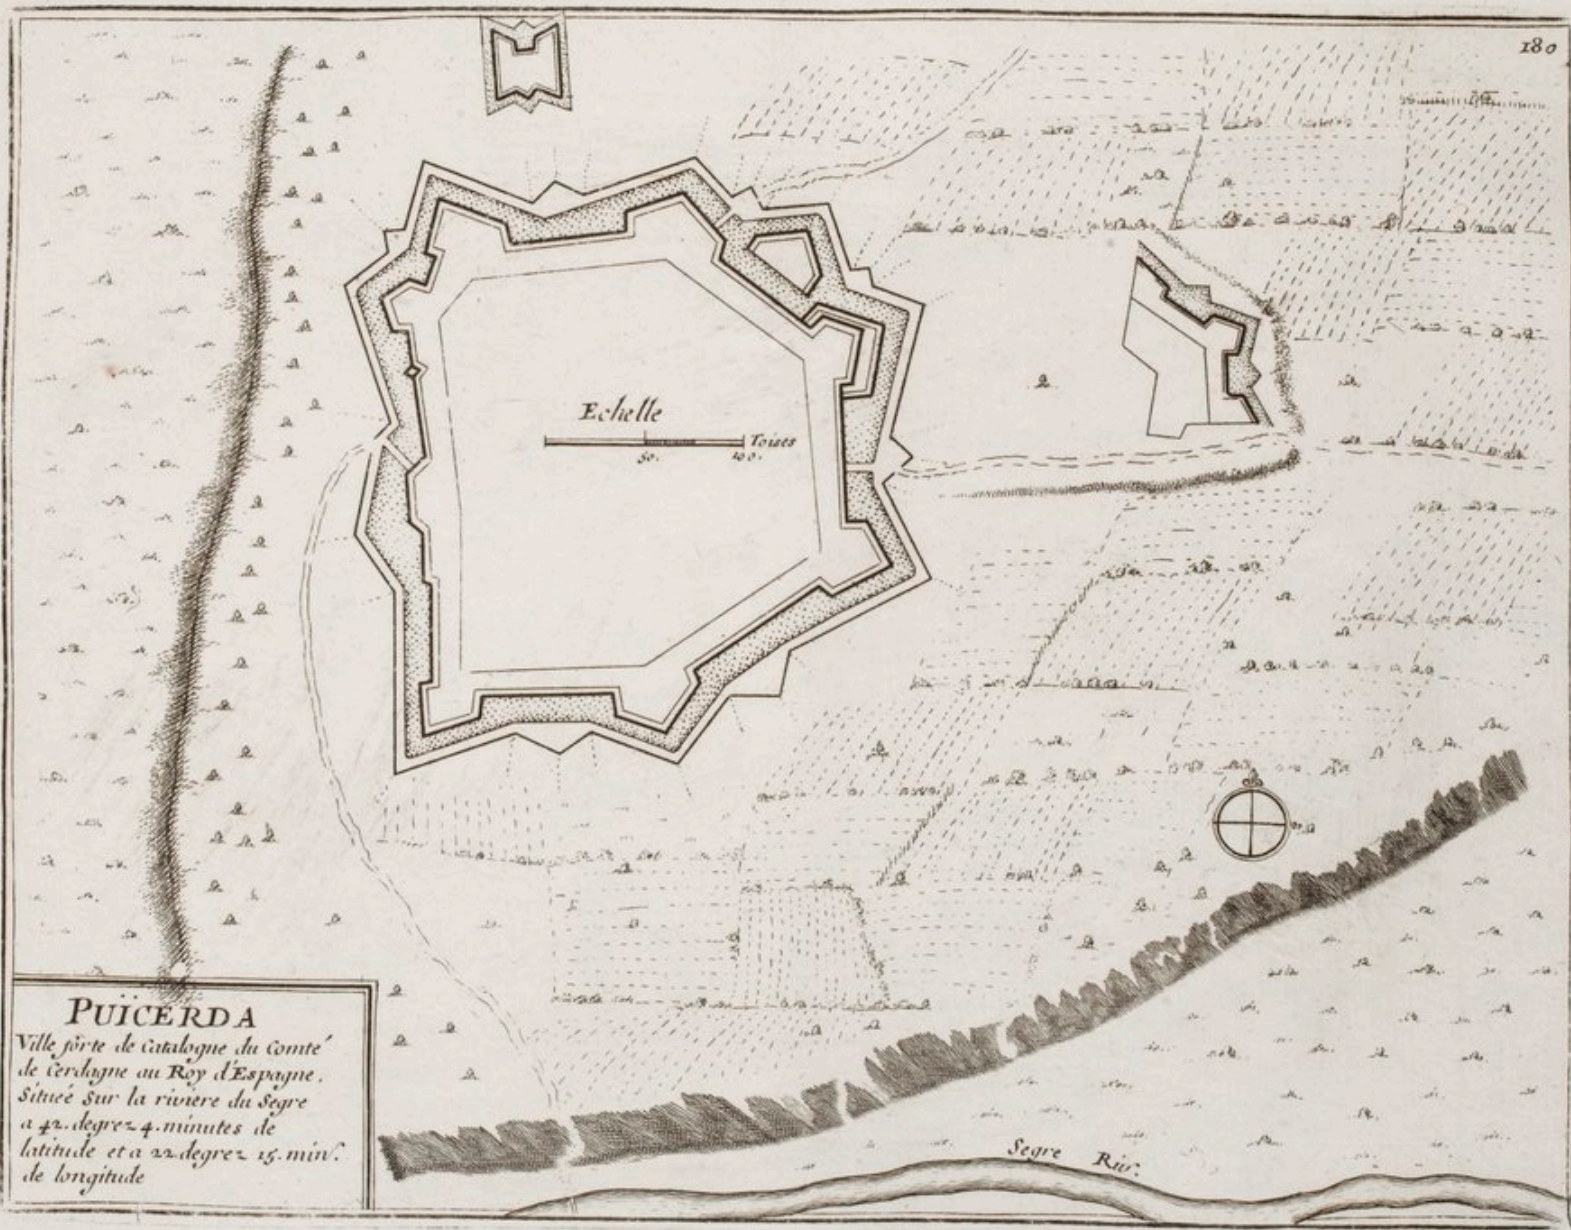 180
Echelle
Toises
50.
100.
PUÏCERDA
Ville forte de Catalogne du Comté
de Cerdagne au Roy d'Espagne.
Située sur la riviere du Segre
a 42. degrez 4. minutes de
latitude et a 22 degrez 15. min.
de longitude
Segre Riv.